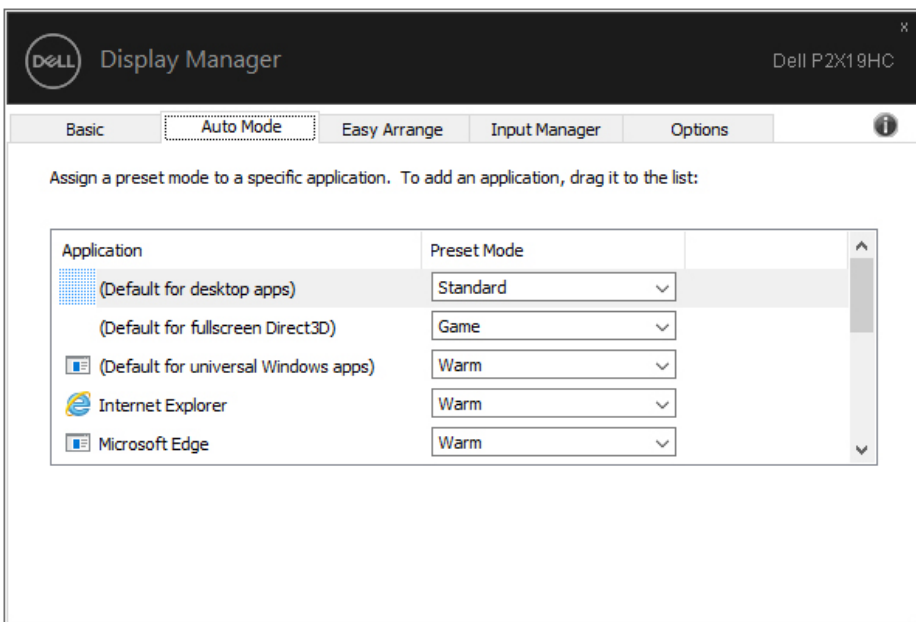 x
DELL Display Manager Dell P2X19HC
Basic Auto Mode Easy Arrange Input Manager Options
Assign a preset mode to a specific application. To add an application, drag it to the list:
Application Preset Mode
(Default for desktop apps) Standard
(Default for fullscreen Direct3D) Game
(Default for universal Windows apps) Warm
Internet Explorer Warm
Microsoft Edge Warm